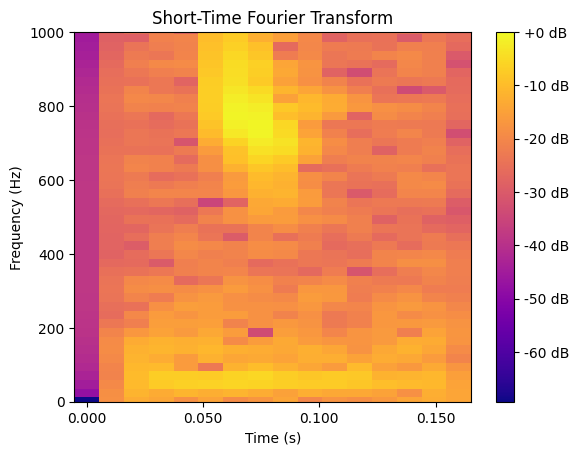 Short-Time Fourier Transform
1000
800
600
400
200
0
Frequency (Hz)
0.000
0.050
0.100
0.150
Time (s)
+0 dB
-10 dB
-20 dB
-30 dB
-40 dB
-50 dB
-60 dB